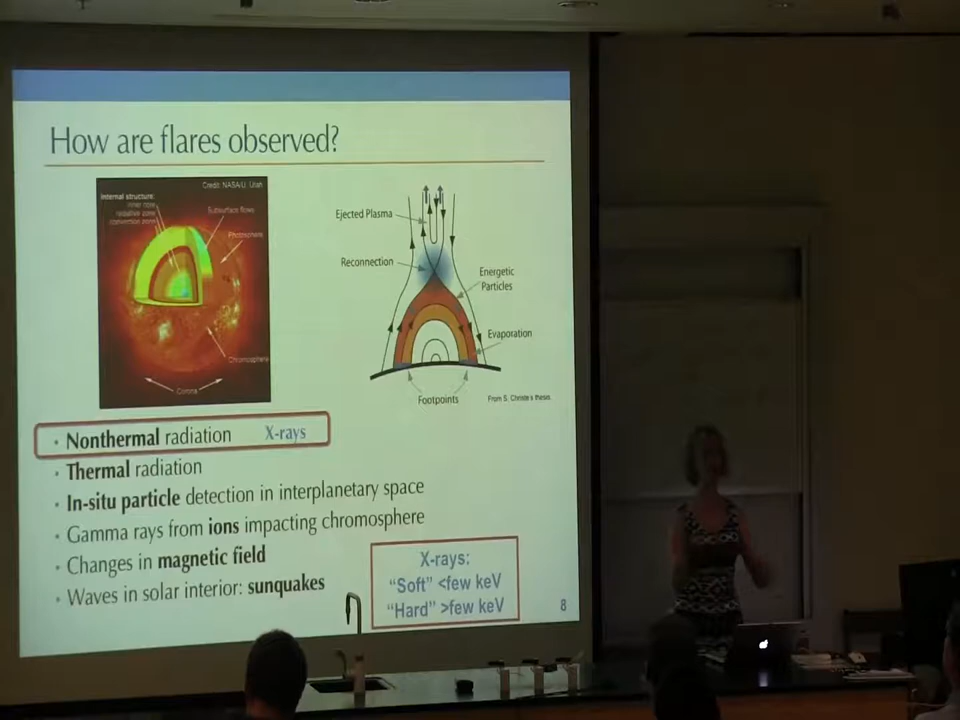 How are flares observed?
Credit: NASA/U. Utah
Internal structure:
inner core
radiative zone
convection zone
Subsurface flows
Photosphere
Chromosphere
Corona
Ejected Plasma
Reconnection
Energetic
Particles
Evaporation
Footpoints
From S. Christe's thesis
· Nonthermal radiation X-rays
· Thermal radiation
· In-situ particle detection in interplanetary space
· Gamma rays from ions impacting chromosphere
· Changes in magnetic field
· Waves in solar interior: sunquakes
X-rays:
"Soft" <few keV
"Hard" >few keV
8